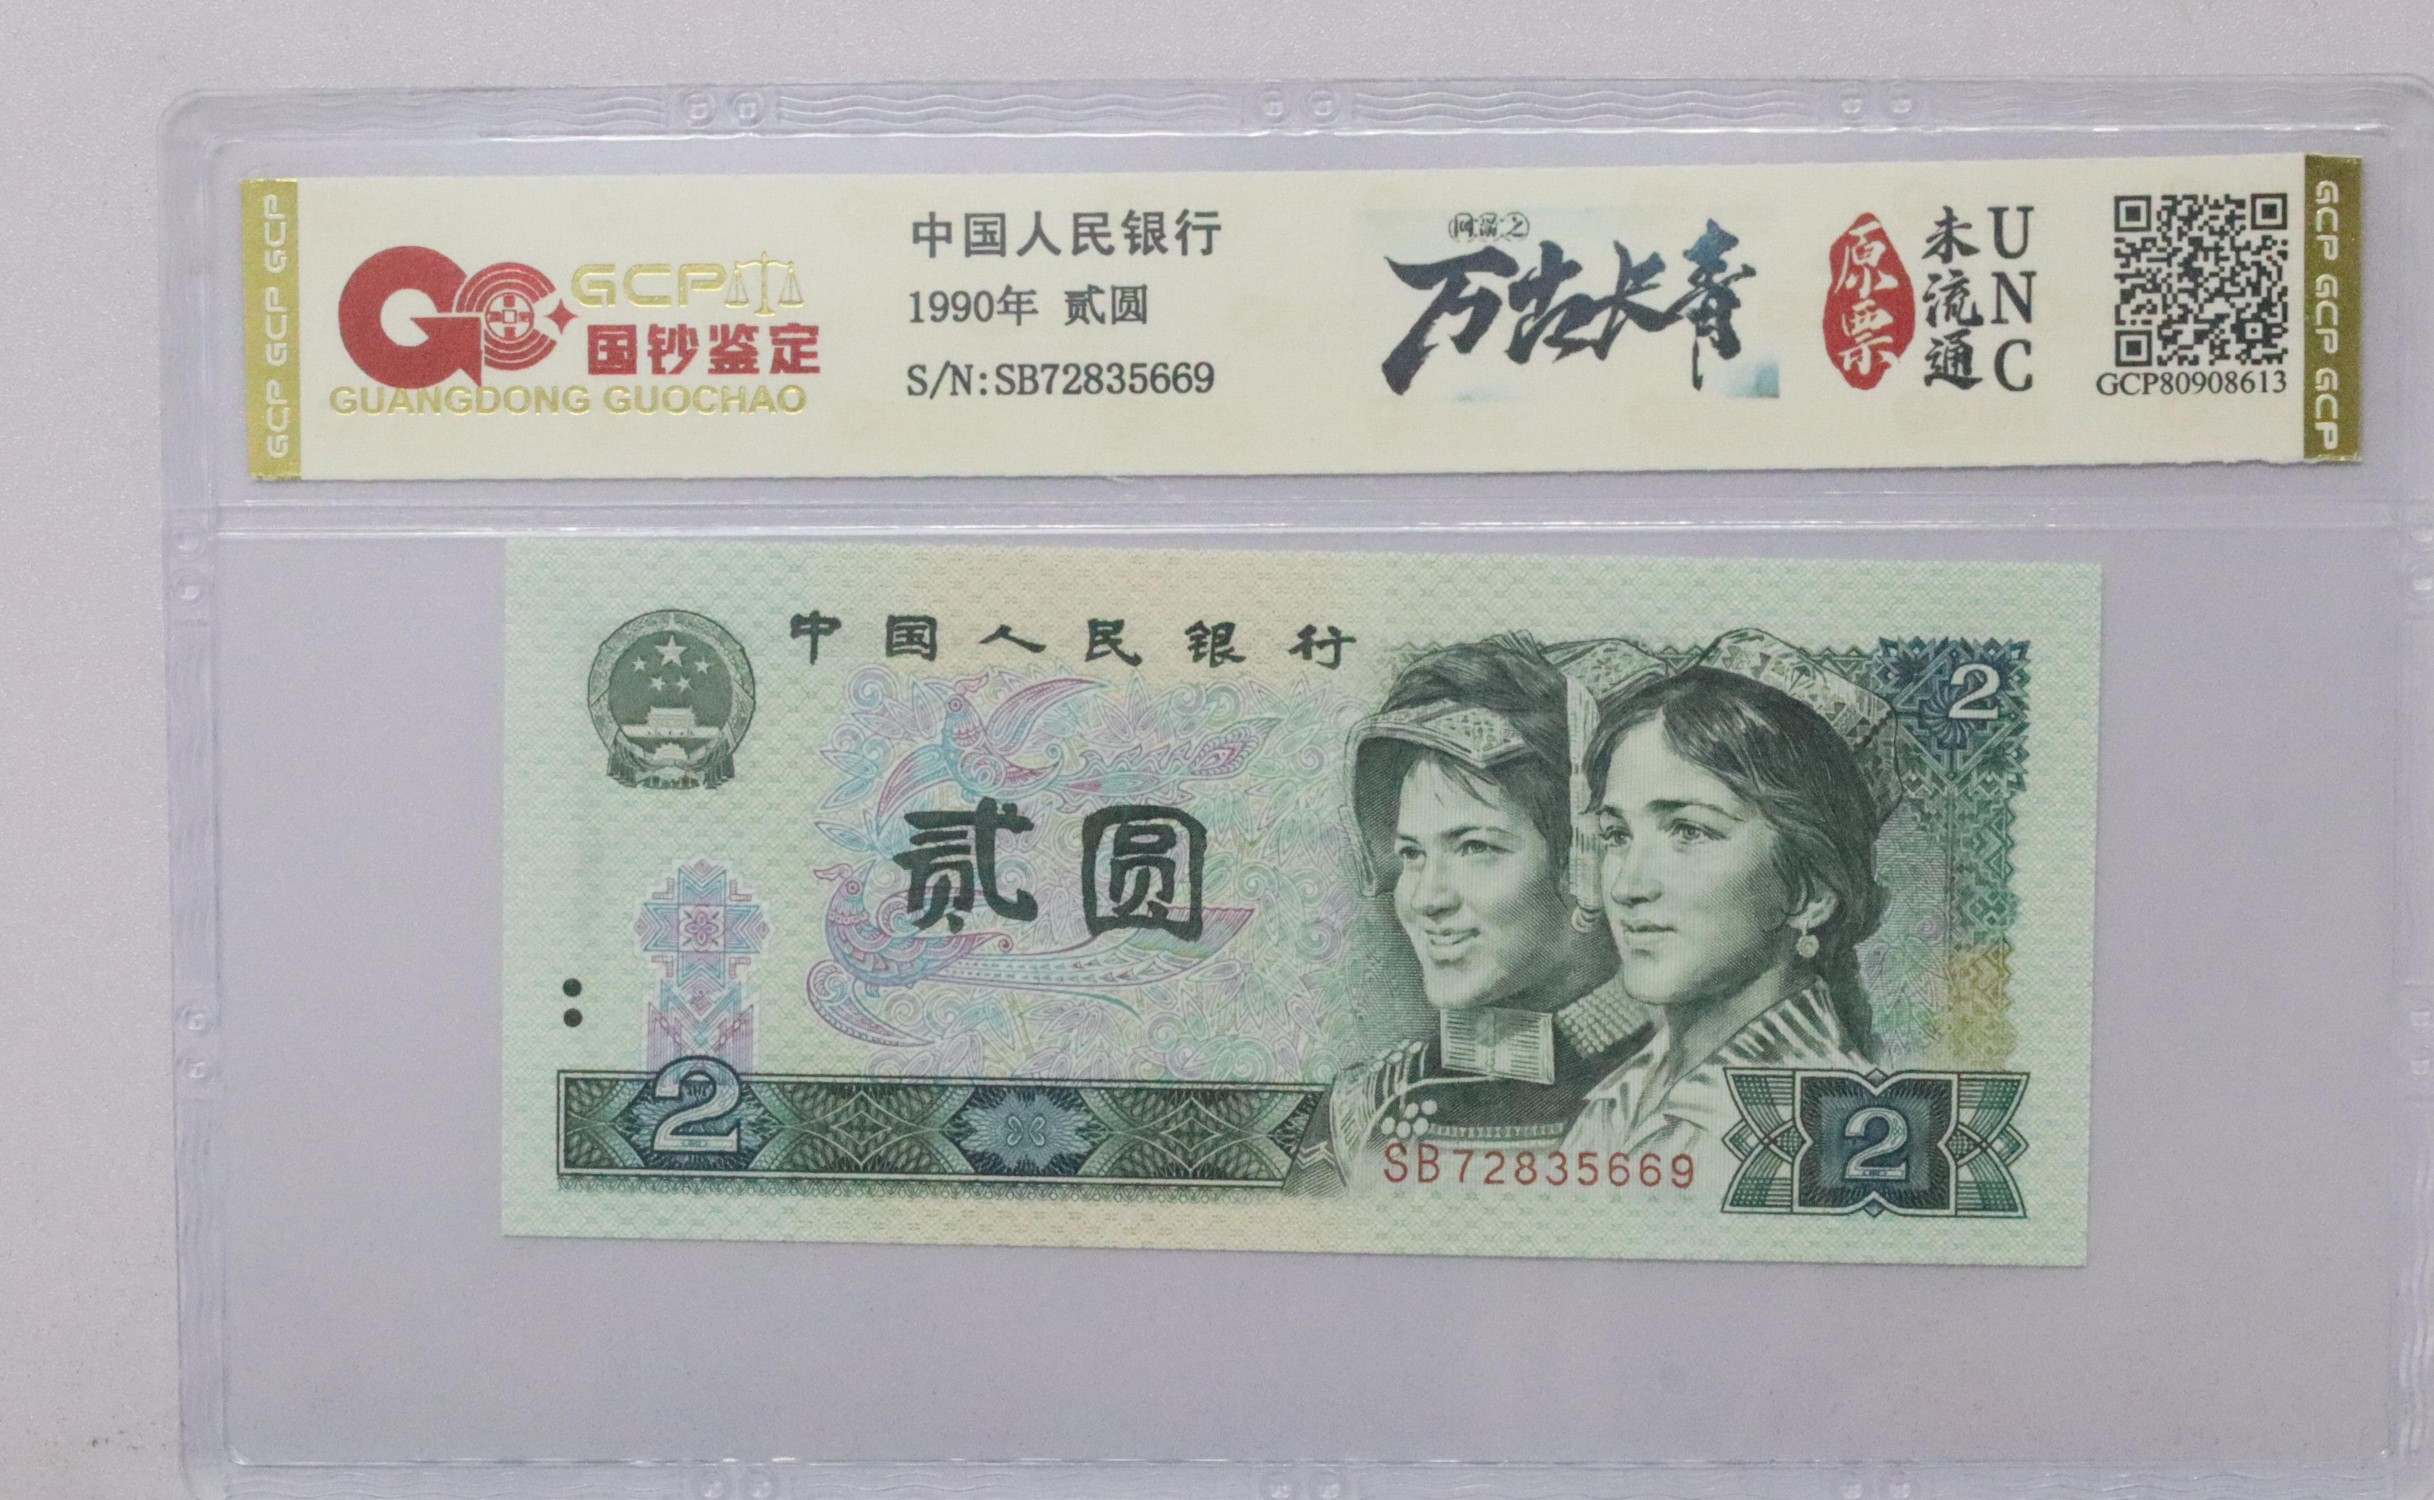 GCP GCP GCP
GCP
国钞鉴定
GUANGDONG GUOCHAO
中国人民银行
1990年 贰圆
S/N:SB72835669
万古长青
原票
未流通
UNC
GCP80908613
GCP GCP GCP
中国人民银行
2
贰圆
2
SB72835669
2